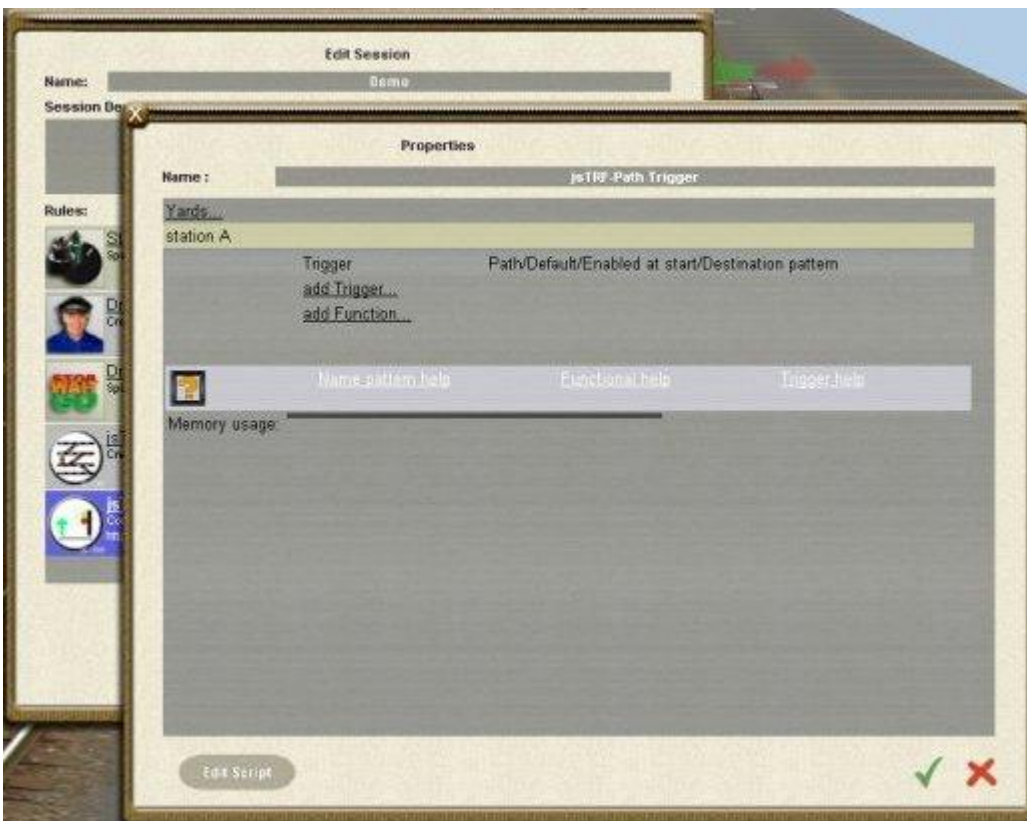 Edit Session
Name: Demo
Session De
Properties
Name : jsTRF-Path Trigger
Rules:
Yards...
station A
Trigger Path/Default/Enabled at start/Destination pattern
add Trigger...
add Function...
Name pattern help Functional help Trigger help
Memory usage:
Edit Script